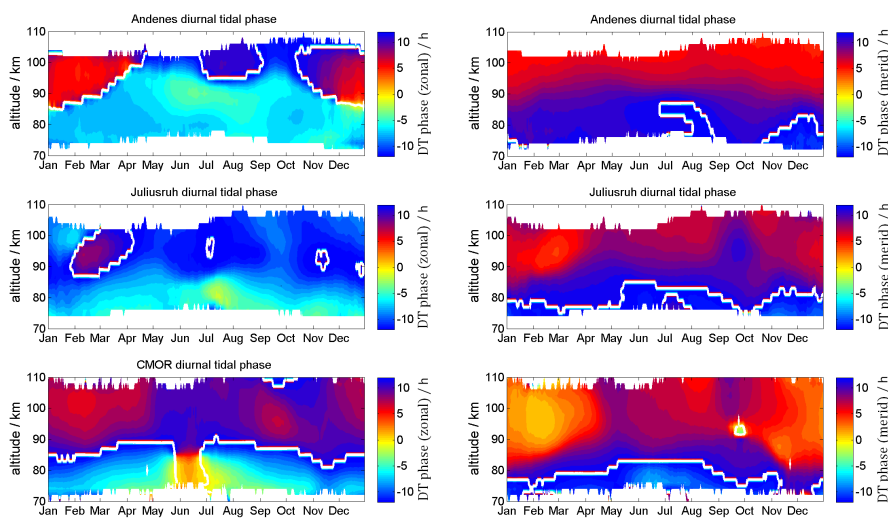 Andenes diurnal tidal phase
110
100
90
80
70
altitude / km
Jan Feb Mar Apr May Jun Jul Aug Sep Oct Nov Dec
10
5
0
-5
-10
DT phase (zonal) / h
Andenes diurnal tidal phase
110
100
90
80
70
altitude / km
Jan Feb Mar Apr May Jun Jul Aug Sep Oct Nov Dec
10
5
0
-5
-10
DT phase (merid) / h
Juliusruh diurnal tidal phase
110
100
90
80
70
altitude / km
Jan Feb Mar Apr May Jun Jul Aug Sep Oct Nov Dec
10
5
0
-5
-10
DT phase (zonal) / h
Juliusruh diurnal tidal phase
110
100
90
80
70
altitude / km
Jan Feb Mar Apr May Jun Jul Aug Sep Oct Nov Dec
10
5
0
-5
-10
DT phase (merid) / h
CMOR diurnal tidal phase
110
100
90
80
70
altitude / km
Jan Feb Mar Apr May Jun Jul Aug Sep Oct Nov Dec
10
5
0
-5
-10
DT phase (zonal) / h
110
100
90
80
70
altitude / km
Jan Feb Mar Apr May Jun Jul Aug Sep Oct Nov Dec
10
5
0
-5
-10
DT phase (merid) / h